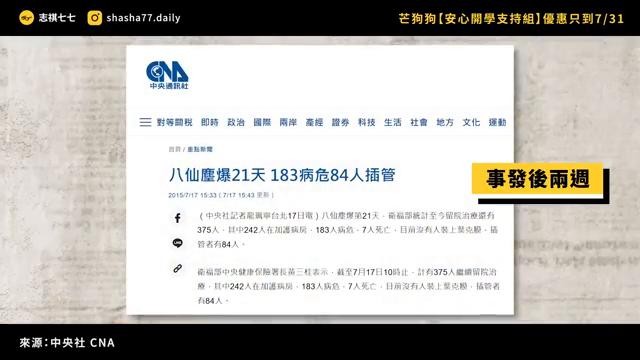 志祺七七
shasha77.daily
芒狗狗【安心開學支持組】優惠只到7/31
CNA
中央通訊社
對等關稅 即時 政治 國際 兩岸 產經 證券 科技 生活 社會 地方 文化 運動
首頁 / 重點新聞
八仙塵爆21天 183病危84人插管
2015/7/17 15:33（7/17 15:43 更新）
事發後兩週
（中央社記者龍珮寧台北17日電）八仙塵爆第21天，衛福部統計至今留院治療還有
375人，其中242人在加護病房，183人病危，7人死亡，目前沒有人裝上葉克膜，插
管者有84人。
衛福部中央健康保險署長黃三桂表示，截至7月17日10時止，計有375人繼續留院治
療，其中242人在加護病房，183人病危，7人死亡，目前沒有人裝上葉克膜，插管者
有84人。
來源：中央社 CNA